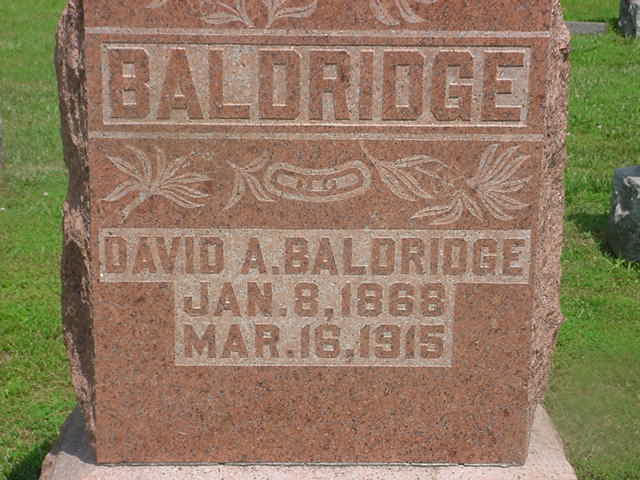 BALDRIDGE
DAVID A. BALDRIDGE
JAN. 8, 1868
MAR. 16, 1915